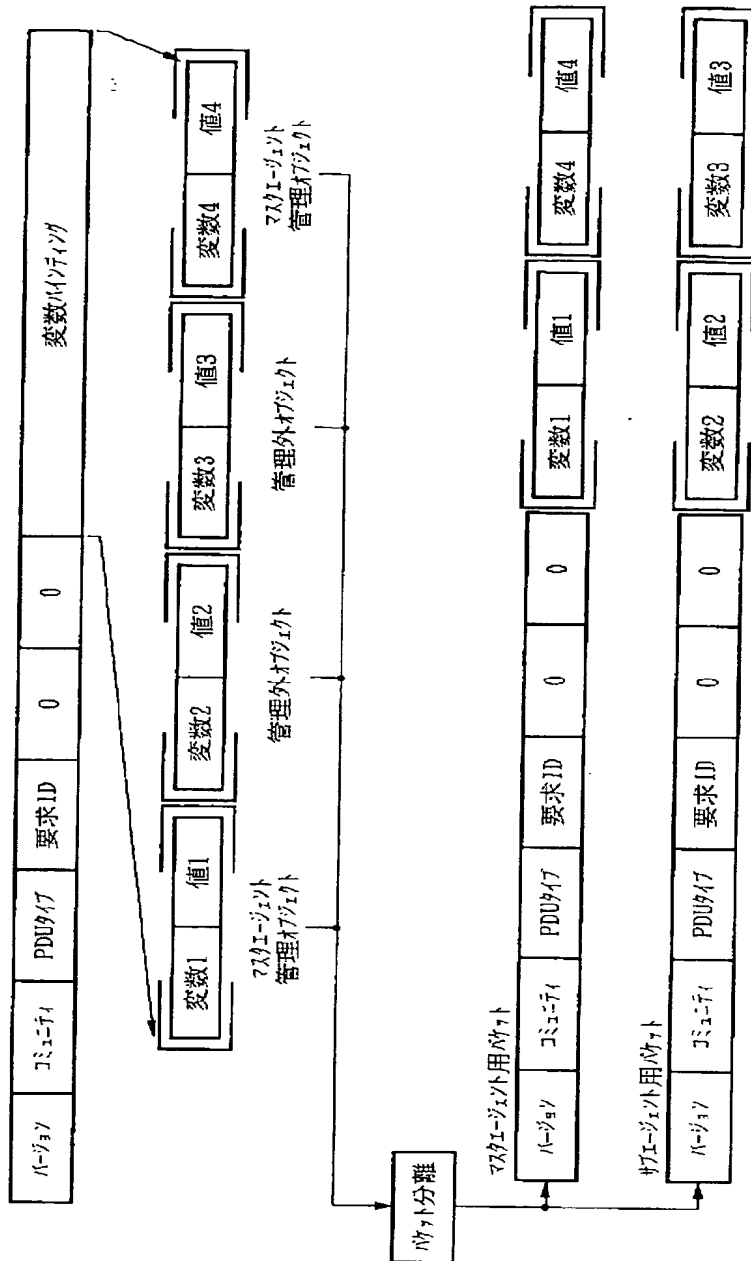 バージョン
コミュニティ
PDUタイプ
要求ID
0
0
変数バインディング
変数1
値1
変数2
値2
変数3
値3
変数4
値4
マスタエージェント
管理オブジェクト
管理外オブジェクト
管理外オブジェクト
マスタエージェント
管理オブジェクト
パケット分離
マスタエージェント用パケット
バージョン
コミュニティ
PDUタイプ
要求ID
0
0
変数1
値1
変数4
値4
サブエージェント用パケット
バージョン
コミュニティ
PDUタイプ
要求ID
0
0
変数2
値2
変数3
値3